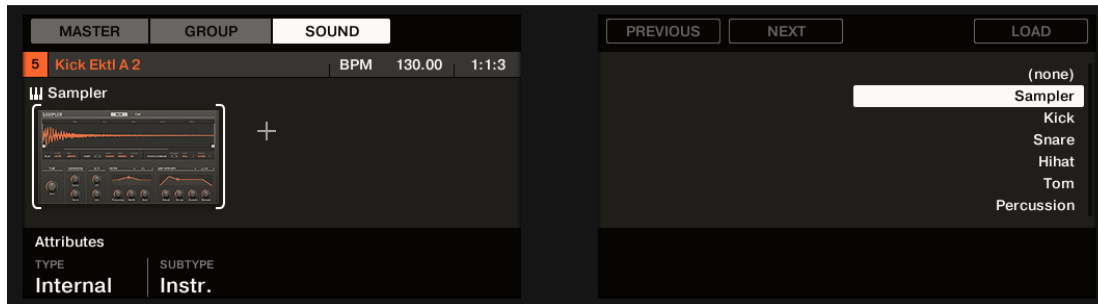 MASTER GROUP SOUND
5 Kick Ektl A 2 BPM 130.00 1:1:3
Sampler
SAMPLER
+
Attributes
TYPE SUBTYPE
Internal Instr.
PREVIOUS NEXT LOAD
(none)
Sampler
Kick
Snare
Hihat
Tom
Percussion